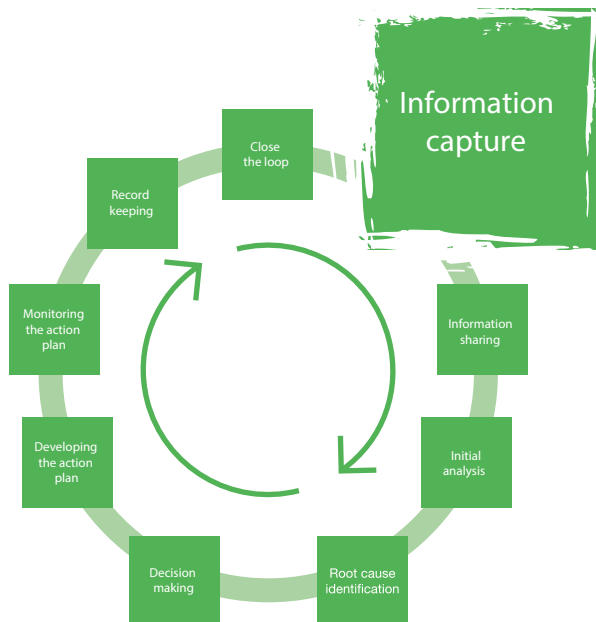 Information
capture
Information
sharing
Initial
analysis
Root cause
identification
Decision
making
Developing
the action
plan
Monitoring
the action
plan
Record
keeping
Close
the loop